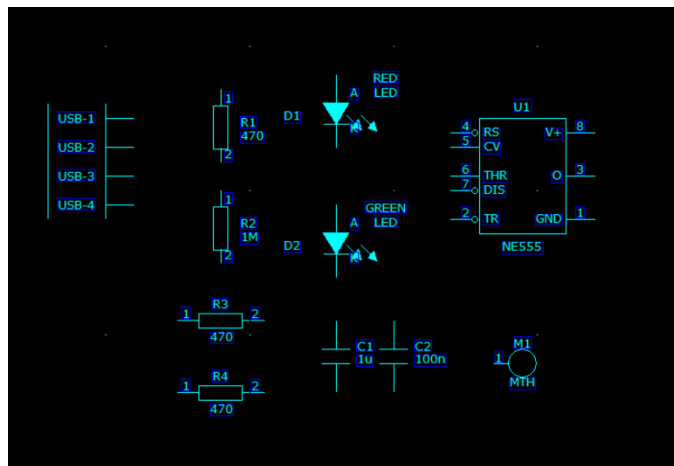 USB-1
USB-2
USB-3
USB-4
1
R1
470
2
1
R2
1M
2
1
R3
2
470
1
R4
2
470
RED
LED
D1
A
K
GREEN
LED
D2
A
K
C1
1u
C2
100n
U1
4
RS
V+
8
5
CV
6
THR
O
3
7
DIS
2
TR
GND
1
NE555
M1
1
MTH